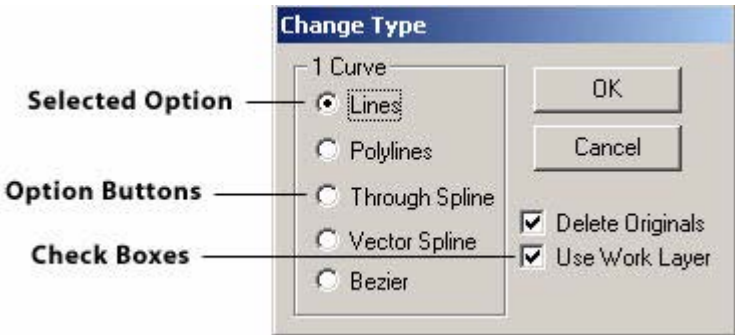 Change Type
1 Curve
Selected Option
Lines
OK
Polylines
Cancel
Option Buttons
Through Spline
Delete Originals
Vector Spline
Check Boxes
Use Work Layer
Bezier